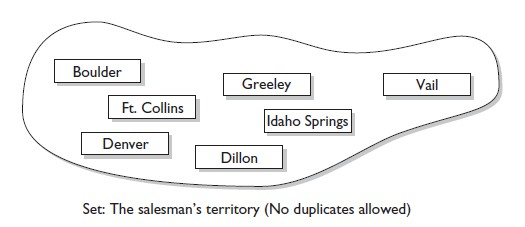 Boulder
Greeley
Vail
Ft. Collins
Idaho Springs
Denver
Dillon
Set: The salesman's territory (No duplicates allowed)